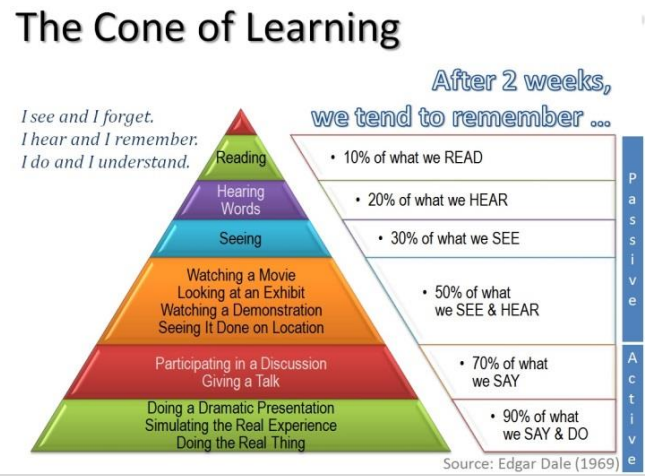 The Cone of Learning
After 2 weeks,
we tend to remember ...
I see and I forget.
I hear and I remember.
I do and I understand.
Reading
• 10% of what we READ
Hearing
Words
• 20% of what we HEAR
Seeing
• 30% of what we SEE
Watching a Movie
Looking at an Exhibit
Watching a Demonstration
Seeing It Done on Location
• 50% of what
we SEE & HEAR
Participating in a Discussion
Giving a Talk
• 70% of what
we SAY
Doing a Dramatic Presentation
Simulating the Real Experience
Doing the Real Thing
• 90% of what
we SAY & DO
Passive
Active
Source: Edgar Dale (1969)